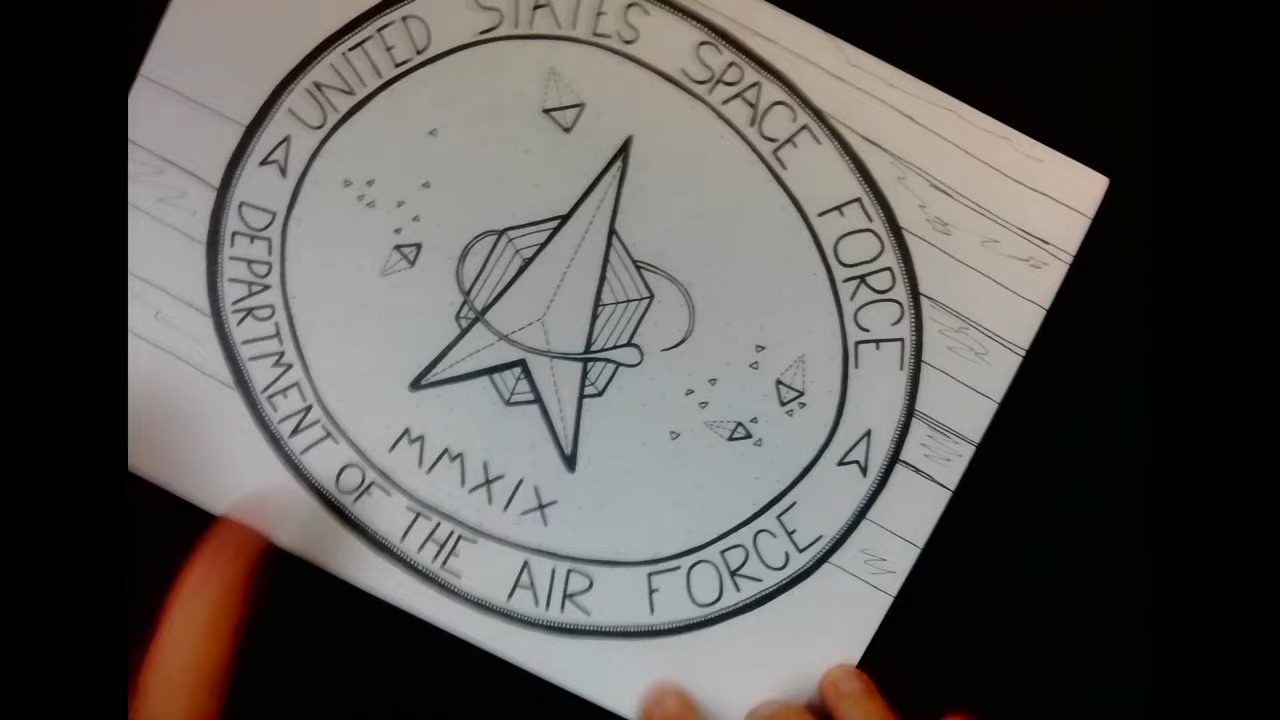 UNITED STATES SPACE FORCE
DEPARTMENT OF THE AIR FORCE
MMXIX